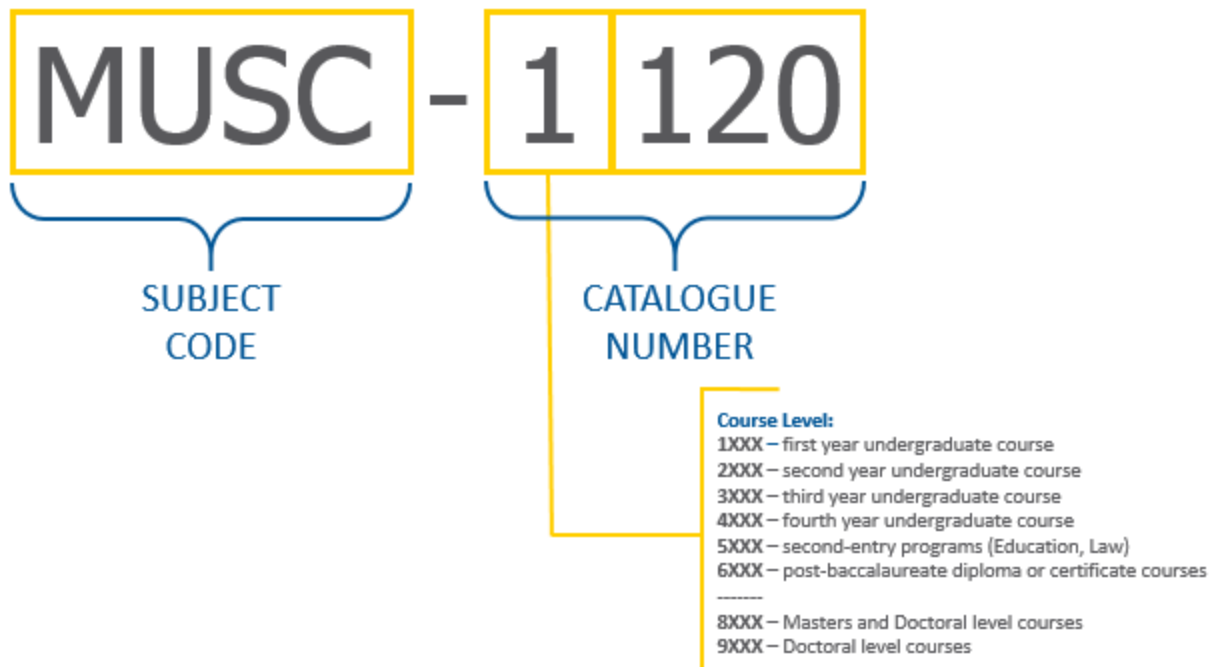 MUSC - 1 120
SUBJECT
CODE
CATALOGUE
NUMBER
Course Level:
1XXX – first year undergraduate course
2XXX – second year undergraduate course
3XXX – third year undergraduate course
4XXX – fourth year undergraduate course
5XXX – second-entry programs (Education, Law)
6XXX – post-baccalaureate diploma or certificate courses
-------
8XXX – Masters and Doctoral level courses
9XXX – Doctoral level courses